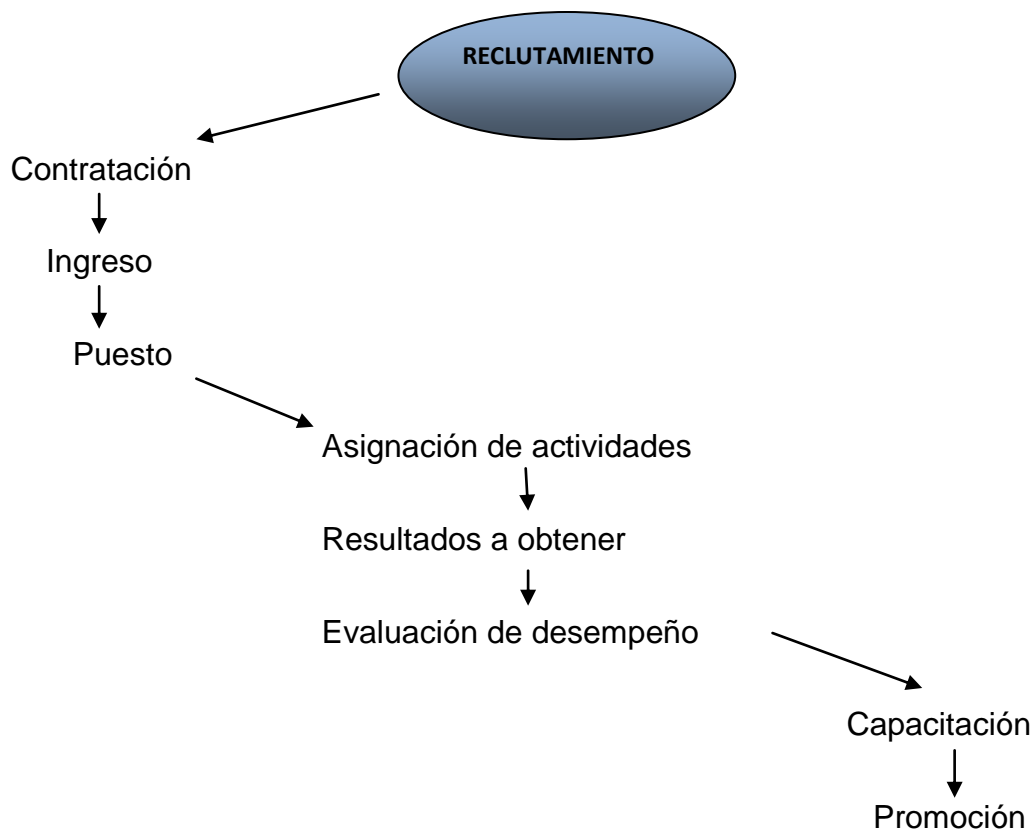 RECLUTAMIENTO
Contratación
Ingreso
Puesto
Asignación de actividades
Resultados a obtener
Evaluación de desempeño
Capacitación
Promoción